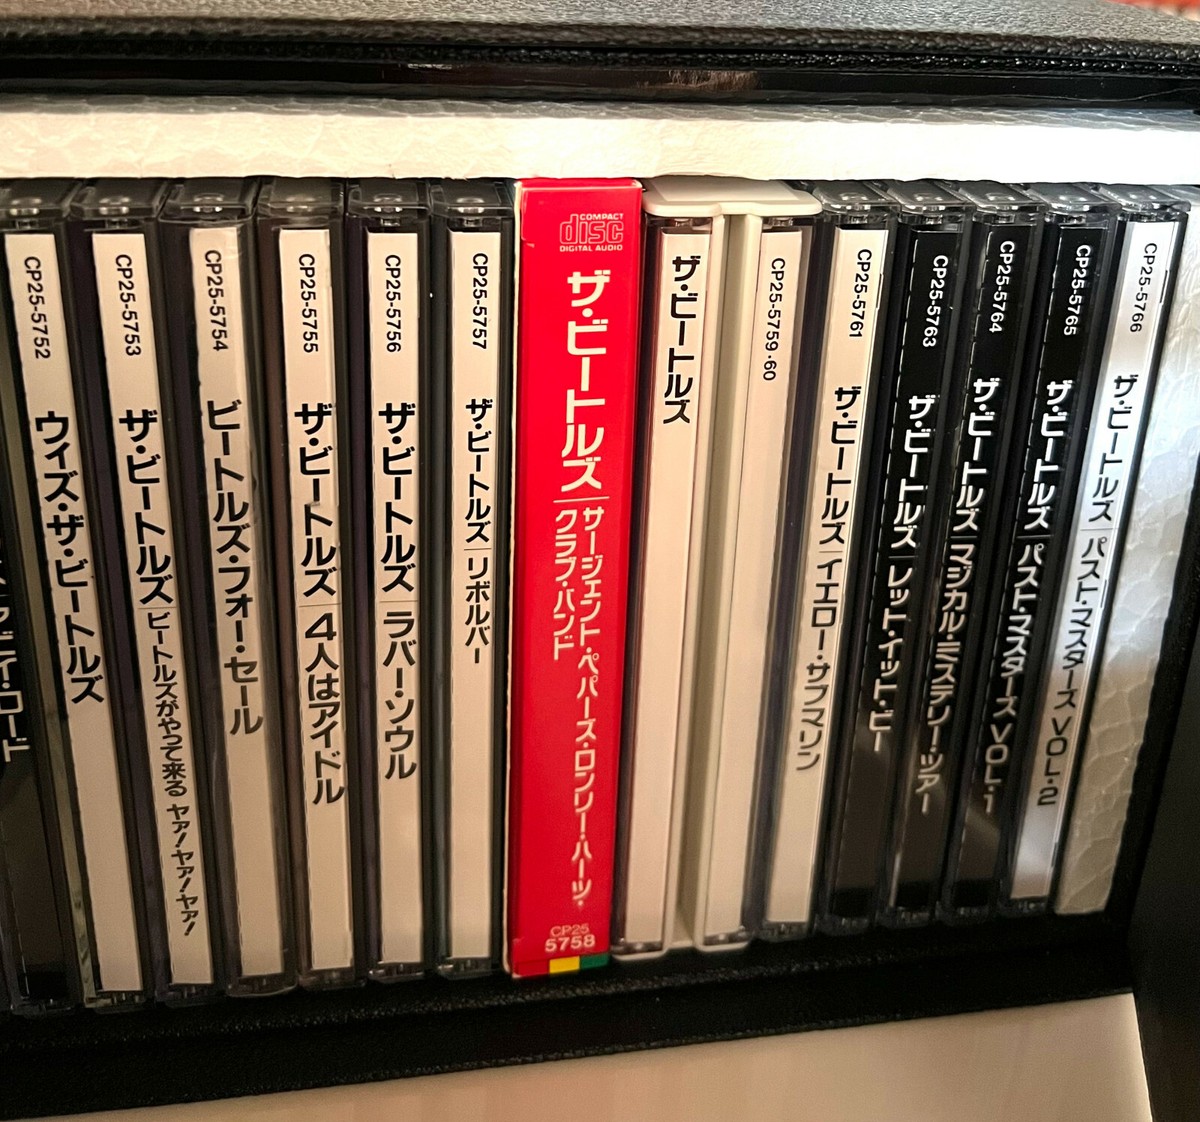 アビイ・ロード
CP25-5752
ウィズ・ザ・ビートルズ
CP25-5753
ザ・ビートルズ ビートルズがやって来る ヤァ!ヤァ!ヤァ!
CP25-5754
ビートルズ・フォー・セール
CP25-5755
ザ・ビートルズ 4人はアイドル
CP25-5756
ザ・ビートルズ ラバー・ソウル
CP25-5757
ザ・ビートルズ リボルバー
COMPACT
disc
DIGITAL AUDIO
ザ・ビートルズ
サージェント・ペパーズ・ロンリー・ハーツ・
クラブ・バンド
CP25
5758
ザ・ビートルズ
CP25-5759・60
CP25-5761
ザ・ビートルズ イエロー・サブマリン
CP25-5763
ザ・ビートルズ レット・イット・ビー
CP25-5764
ザ・ビートルズ マジカル・ミステリー・ツアー
CP25-5765
ザ・ビートルズ パスト・マスターズ VOL・1
CP25-5766
ザ・ビートルズ パスト・マスターズ VOL・2